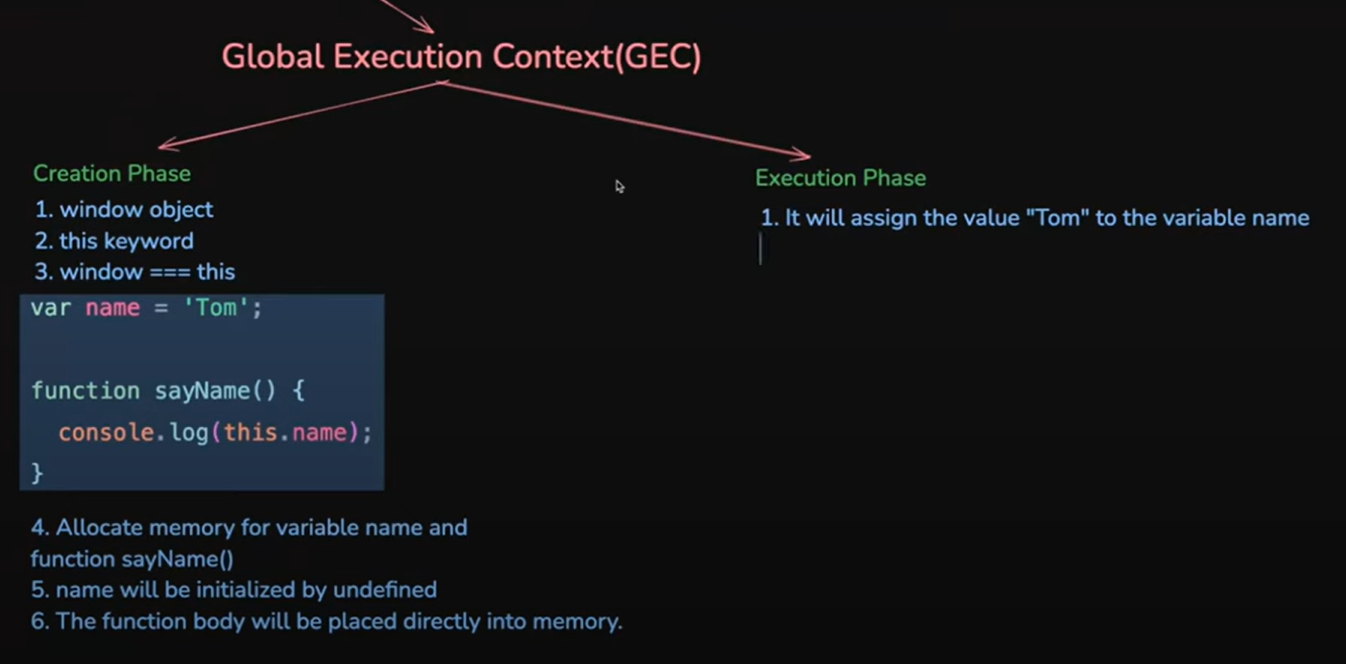 Global Execution Context(GEC)
Creation Phase
1. window object
2. this keyword
3. window === this
var name = 'Tom';
function sayName() {
console.log(this.name);
}
4. Allocate memory for variable name and
function sayName()
5. name will be initialized by undefined
6. The function body will be placed directly into memory.
Execution Phase
1. It will assign the value "Tom" to the variable name